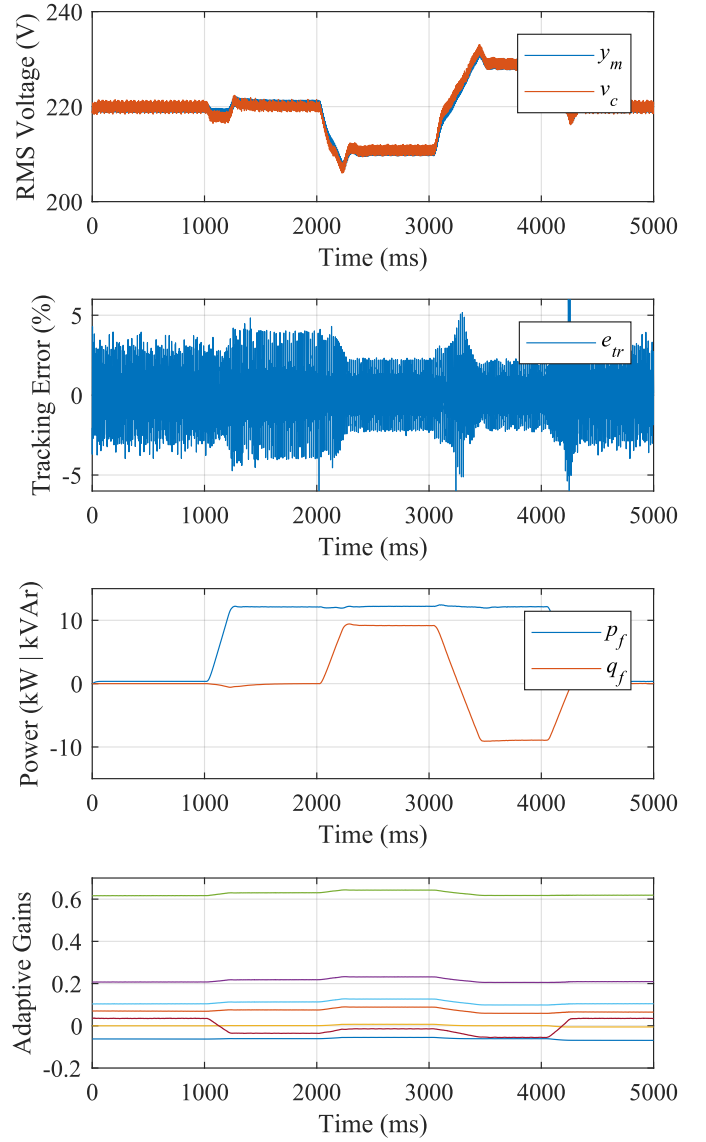 RMS Voltage (V)
240
220
200
y_m
v_c
0 1000 2000 3000 4000 5000
Time (ms)
Tracking Error (%)
5
0
-5
e_tr
0 1000 2000 3000 4000 5000
Time (ms)
Power (kW | kVAr)
10
0
-10
p_f
q_f
0 1000 2000 3000 4000 5000
Time (ms)
Adaptive Gains
0.6
0.4
0.2
0
-0.2
0 1000 2000 3000 4000 5000
Time (ms)